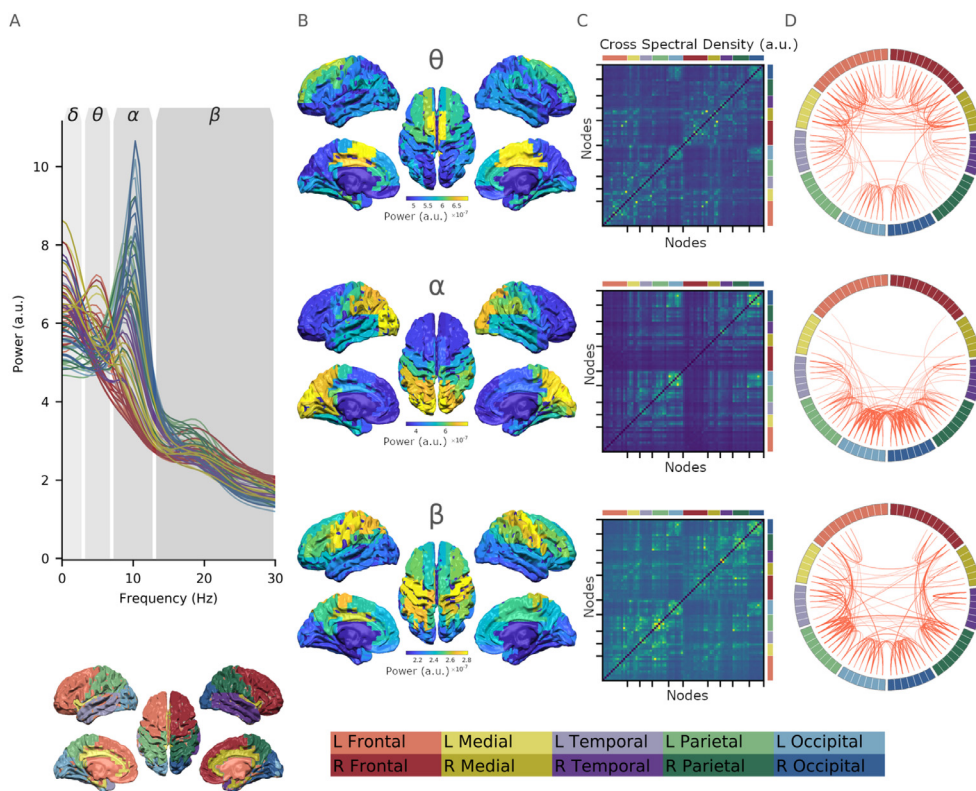 A
B
C
D
Cross Spectral Density (a.u.)
δ θ α β
10
8
6
4
2
0
Power (a.u.)
0 10 20 30
Frequency (Hz)
θ
5 5.5 6 6.5
×10⁻⁷
Power (a.u.)
Nodes
Nodes
α
4 6
×10⁻⁷
Power (a.u.)
Nodes
Nodes
β
2.2 2.4 2.6 2.8
×10⁻⁷
Power (a.u.)
Nodes
Nodes
L Frontal L Medial L Temporal L Parietal L Occipital
R Frontal R Medial R Temporal R Parietal R Occipital